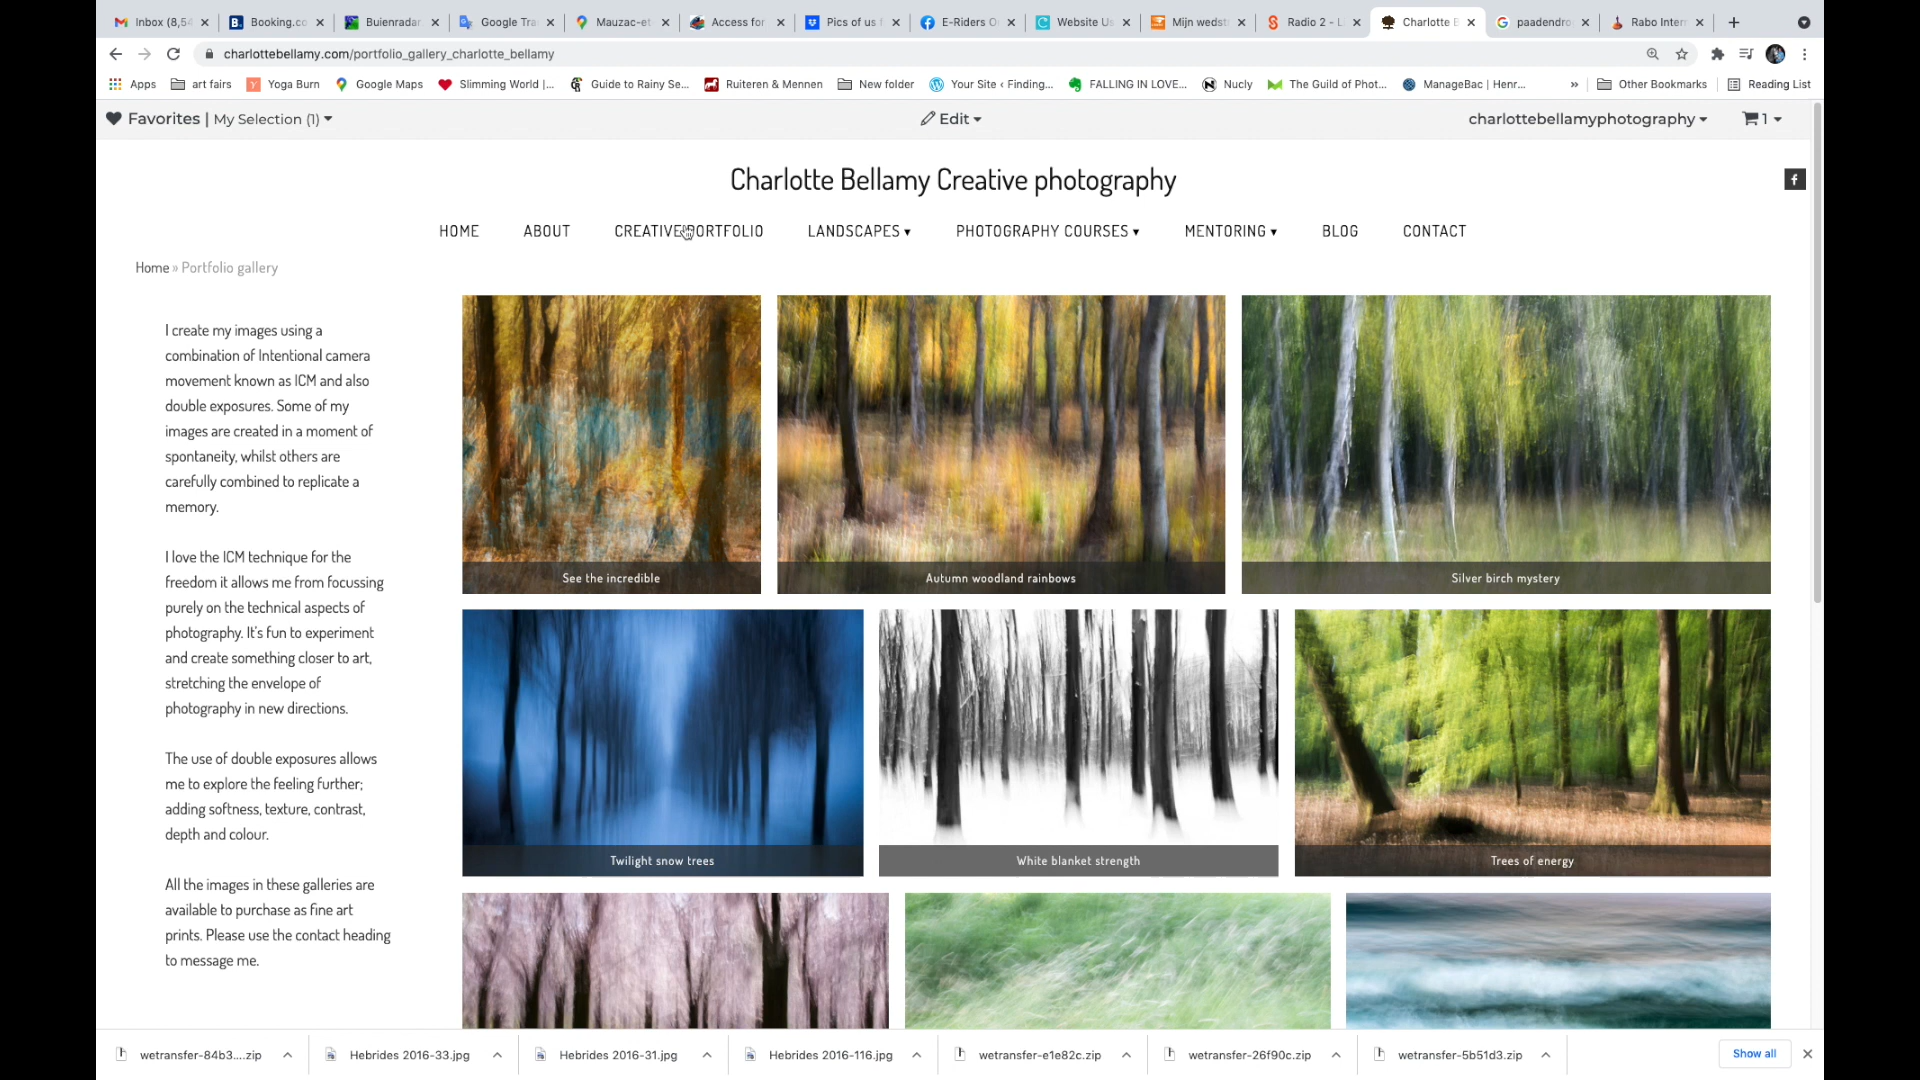 Inbox (8,54
Booking.co
Buienradar
Google Tra
Mauzac-et
Access for
Pics of us f
E-Riders O
Website Us
Mijn wedst
Radio 2 - L
Charlotte B
paadendro
Rabo Inter
charlottebellamy.com/portfolio_gallery_charlotte_bellamy
Apps
art fairs
Yoga Burn
Google Maps
Slimming World |...
Guide to Rainy Se...
Ruiteren & Mennen
New folder
Your Site ‹ Finding...
FALLING IN LOVE...
Nucly
The Guild of Phot...
ManageBac | Henr...
»
Other Bookmarks
Reading List
Favorites | My Selection (1)
Edit
charlottebellamyphotography
1
Charlotte Bellamy Creative photography
HOME
ABOUT
CREATIVE PORTFOLIO
LANDSCAPES ▾
PHOTOGRAPHY COURSES ▾
MENTORING ▾
BLOG
CONTACT
Home » Portfolio gallery
I create my images using a
combination of Intentional camera
movement known as ICM and also
double exposures. Some of my
images are created in a moment of
spontaneity, whilst others are
carefully combined to replicate a
memory.
I love the ICM technique for the
freedom it allows me from focussing
purely on the technical aspects of
photography. It's fun to experiment
and create something closer to art,
stretching the envelope of
photography in new directions.
The use of double exposures allows
me to explore the feeling further;
adding softness, texture, contrast,
depth and colour.
All the images in these galleries are
available to purchase as fine art
prints. Please use the contact heading
to message me.
See the incredible
Autumn woodland rainbows
Silver birch mystery
Twilight snow trees
White blanket strength
Trees of energy
wetransfer-84b3....zip
Hebrides 2016-33.jpg
Hebrides 2016-31.jpg
Hebrides 2016-116.jpg
wetransfer-e1e82c.zip
wetransfer-26f90c.zip
wetransfer-5b51d3.zip
Show all